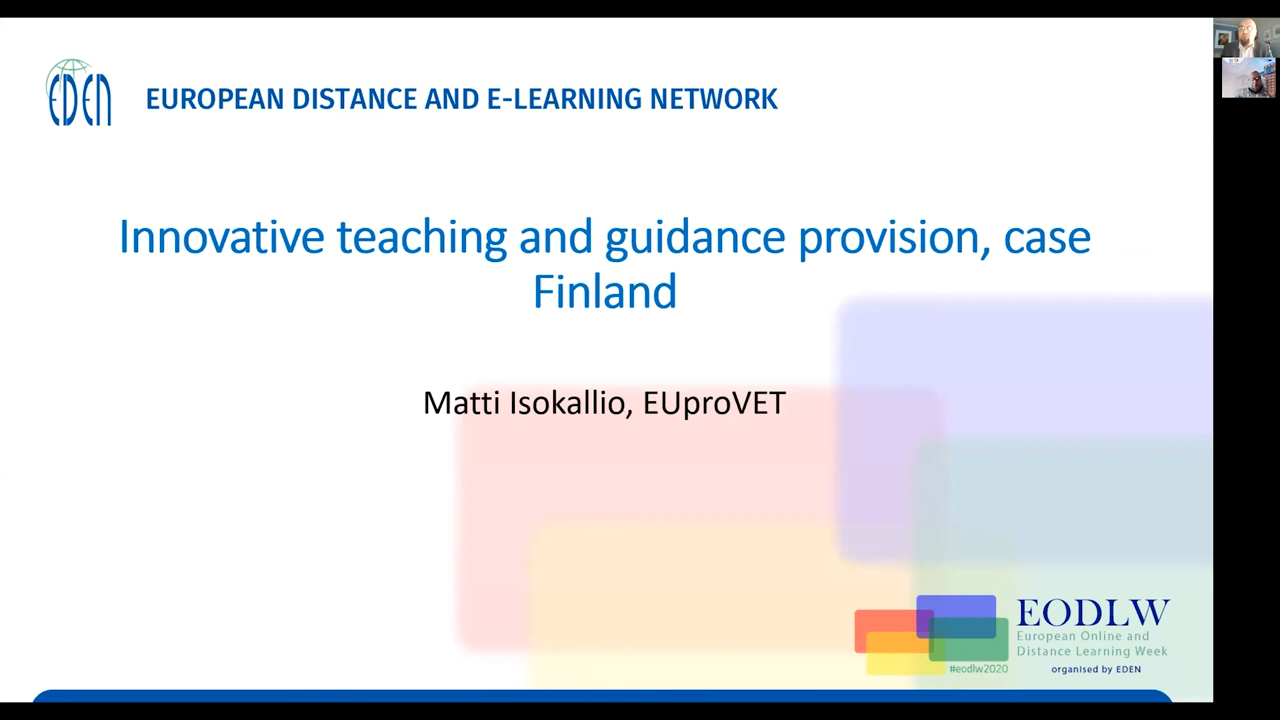 EDEN
EUROPEAN DISTANCE AND E-LEARNING NETWORK
Innovative teaching and guidance provision, case
Finland
Matti Isokallio, EUproVET
EODLW
European Online and
Distance Learning Week
#eodlw2020
organised by EDEN